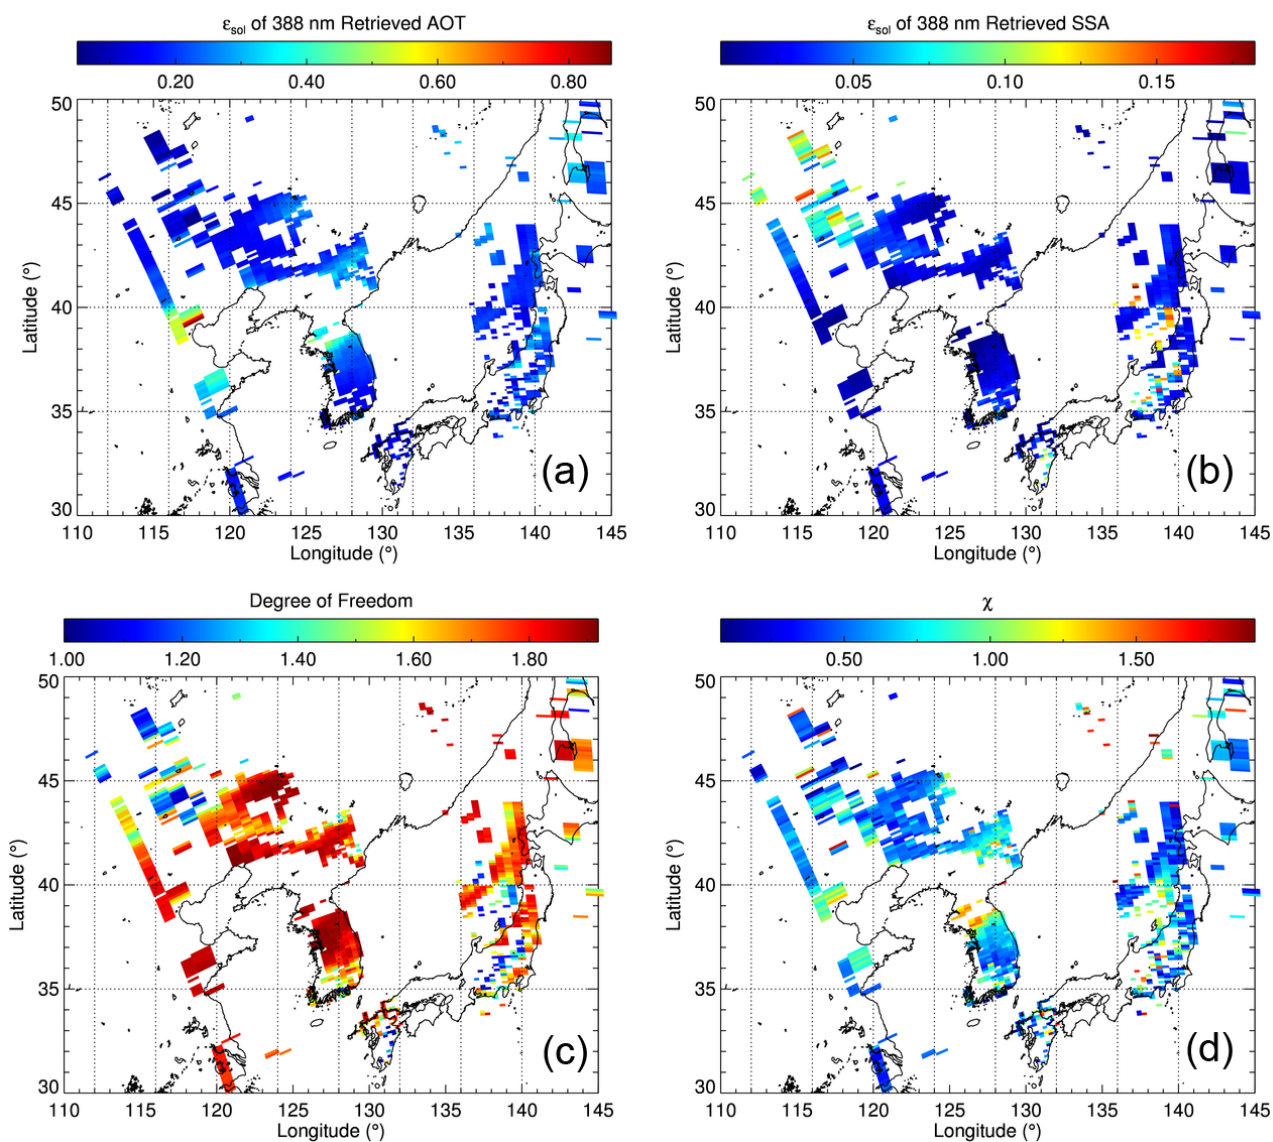 ε_sol of 388 nm Retrieved AOT
0.20 0.40 0.60 0.80
50
45
40
35
30
Latitude (°)
(a)
110 115 120 125 130 135 140 145
Longitude (°)
ε_sol of 388 nm Retrieved SSA
0.05 0.10 0.15
50
45
40
35
30
Latitude (°)
(b)
110 115 120 125 130 135 140 145
Longitude (°)
Degree of Freedom
1.00 1.20 1.40 1.60 1.80
50
45
40
35
30
Latitude (°)
(c)
110 115 120 125 130 135 140 145
Longitude (°)
χ
0.50 1.00 1.50
50
45
40
35
30
Latitude (°)
(d)
110 115 120 125 130 135 140 145
Longitude (°)